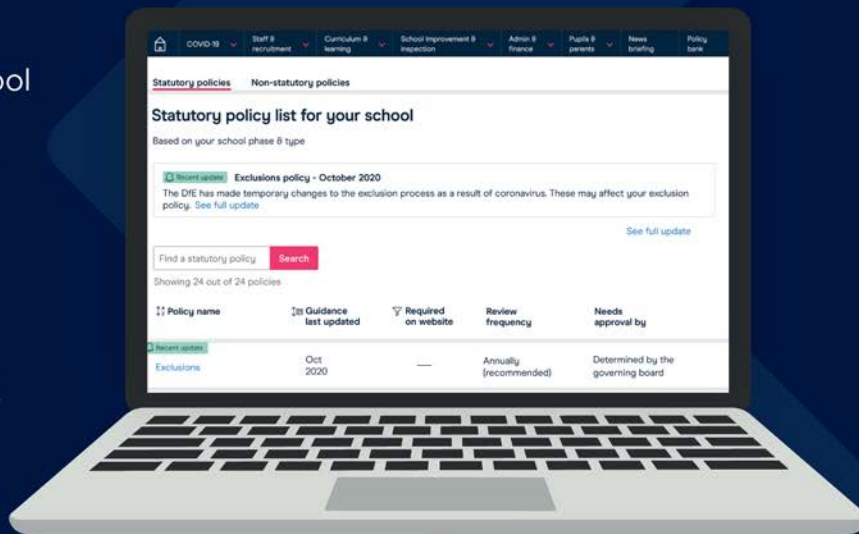 ool
COVID-19
Staff &
recruitment
Curriculum &
learning
School improvement &
inspection
Admin &
finance
Pupils &
parents
News
briefing
Policy
bank
Statutory policies
Non-statutory policies
Statutory policy list for your school
Based on your school phase & type
Recent update Exclusions policy - October 2020
The DfE has made temporary changes to the exclusion process as a result of coronavirus. These may affect your exclusion
policy. See full update
See full update
Find a statutory policy Search
Showing 24 out of 24 policies
Policy name
Guidance
last updated
Required
on website
Review
frequency
Needs
approval by
Recent update
Exclusions
Oct
2020
—
Annually
(recommended)
Determined by the
governing board